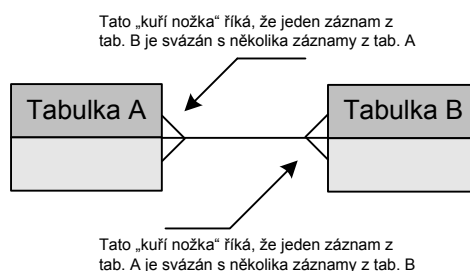 Tato „kuří nožka“ říká, že jeden záznam z
tab. B je svázán s několika záznamy z tab. A
Tabulka A
Tabulka B
Tato „kuří nožka“ říká, že jeden záznam z
tab. A je svázán s několika záznamy z tab. B